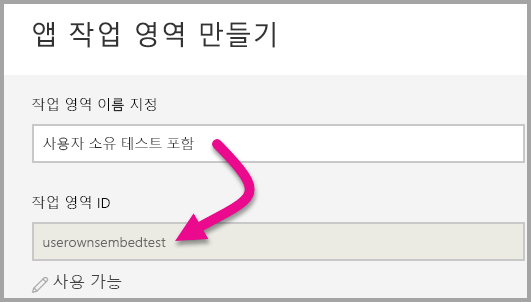 앱 작업 영역 만들기
작업 영역 이름 지정
사용자 소유 테스트 포함
작업 영역 ID
userownsembedtest
사용 가능